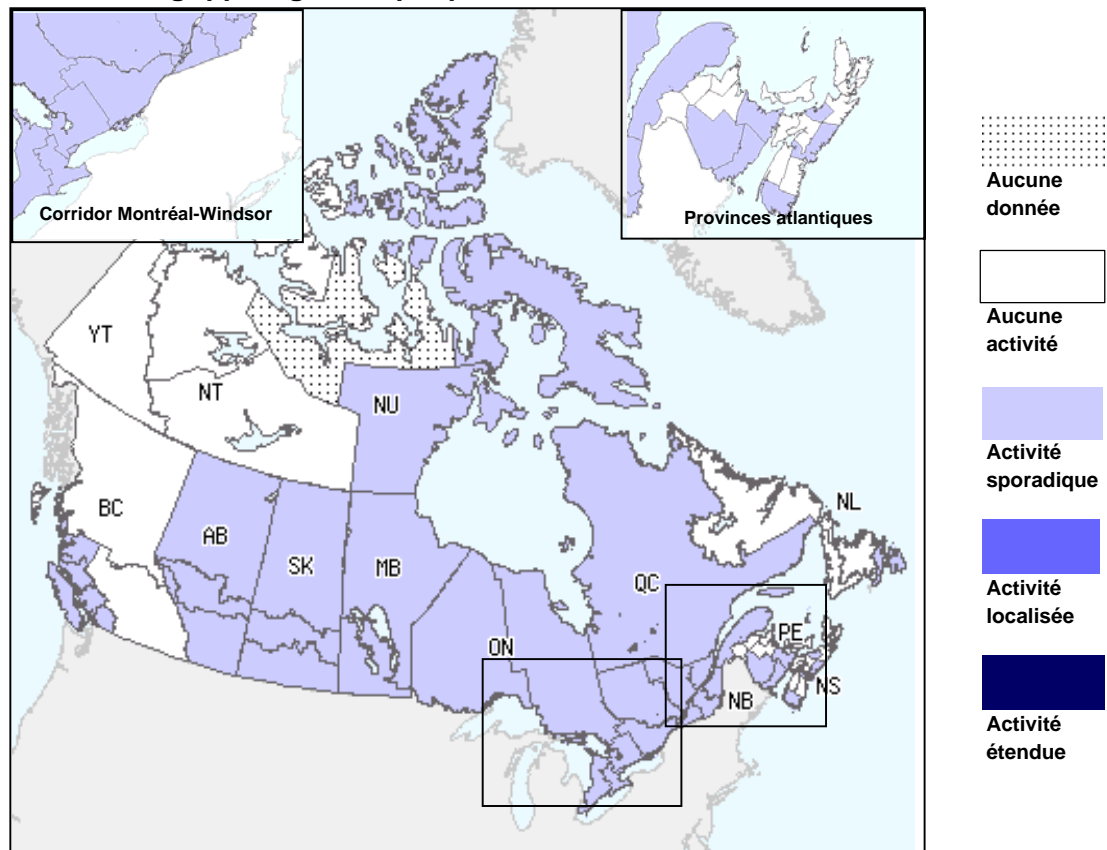 Corridor Montréal-Windsor
Provinces atlantiques
YT
NT
NU
BC
AB
SK
MB
ON
QC
NL
PE
NB
NS
Aucune
donnée
Aucune
activité
Activité
sporadique
Activité
localisée
Activité
étendue